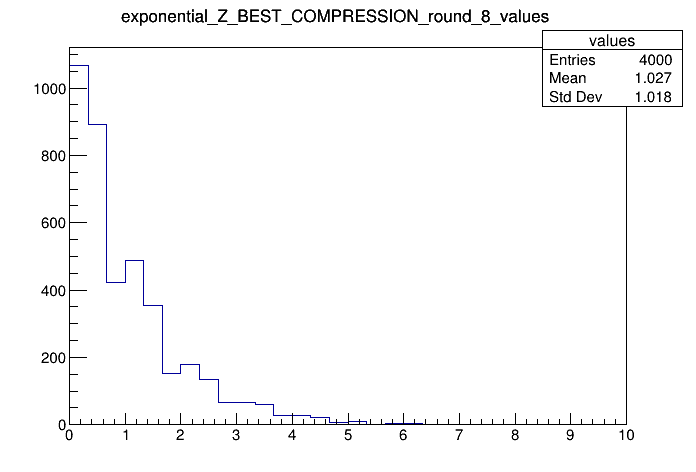 exponential_Z_BEST_COMPRESSION_round_8_values
values
Entries 4000
Mean 1.027
Std Dev 1.018
1000
800
600
400
200
0
0 1 2 3 4 5 6 7 8 9 10